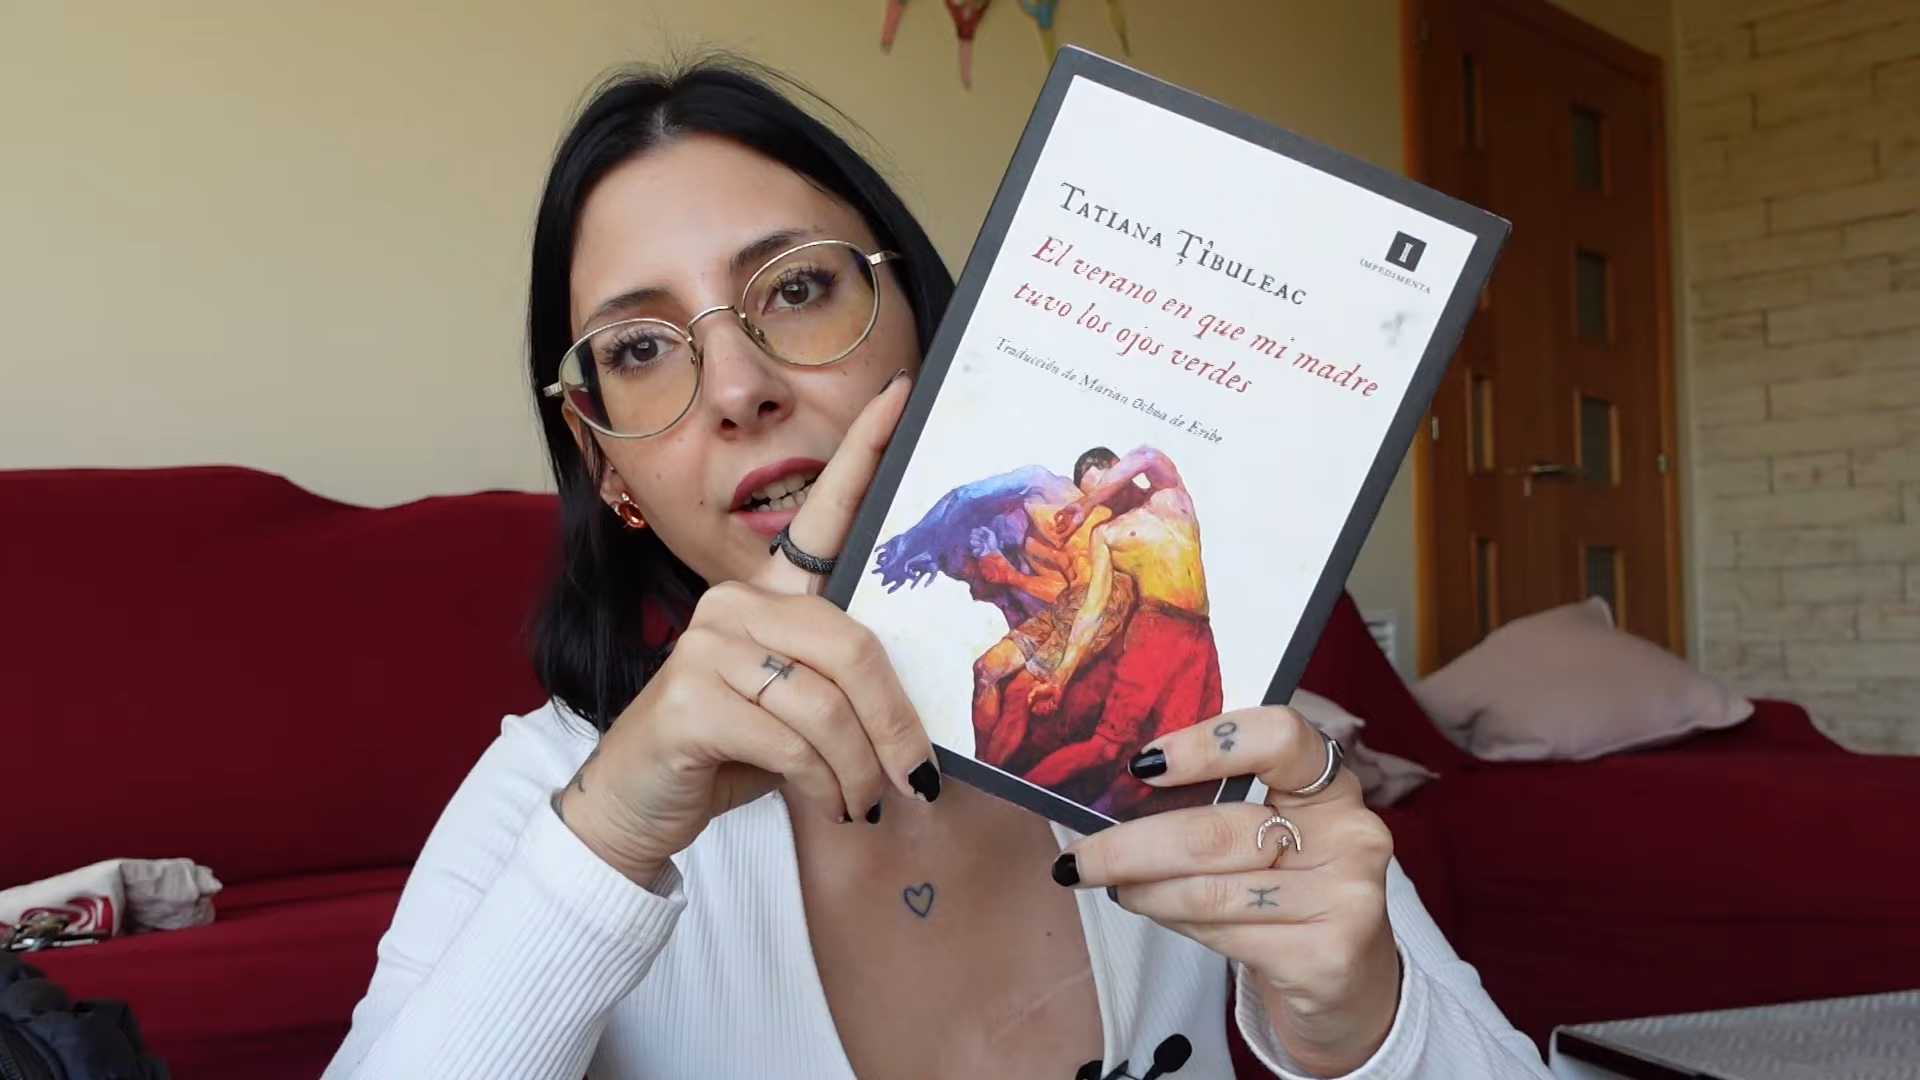 TATIANA ȚÎBULEAC
El verano en que mi madre
tuvo los ojos verdes
Traducción de Marian Ochoa de Eribe
I
IMPEDIMENTA